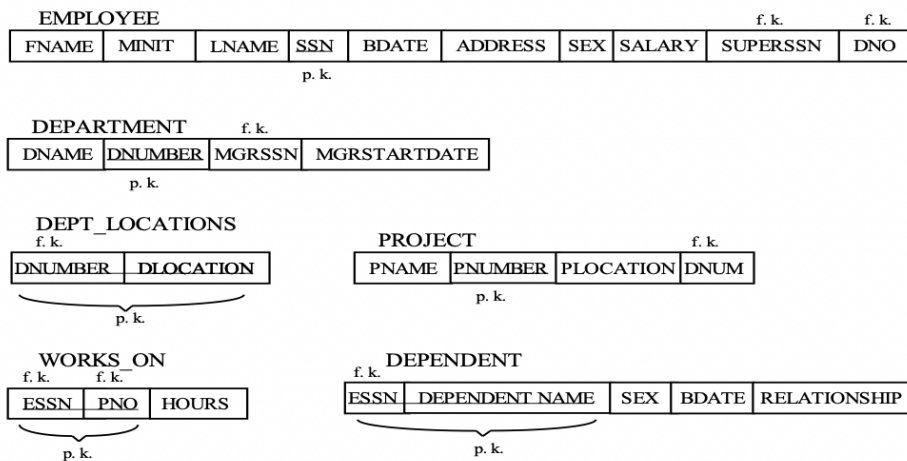 EMPLOYEE
f. k. f. k.
FNAME MINIT LNAME SSN BDATE ADDRESS SEX SALARY SUPERSSN DNO
p. k.
DEPARTMENT
f. k.
DNAME DNUMBER MGRSSN MGRSTARTDATE
p. k.
DEPT_LOCATIONS
f. k.
DNUMBER DLOCATION
p. k.
PROJECT
f. k.
PNAME PNUMBER PLOCATION DNUM
p. k.
WORKS_ON
f. k. f. k.
ESSN PNO HOURS
p. k.
DEPENDENT
f. k.
ESSN DEPENDENT NAME SEX BDATE RELATIONSHIP
p. k.